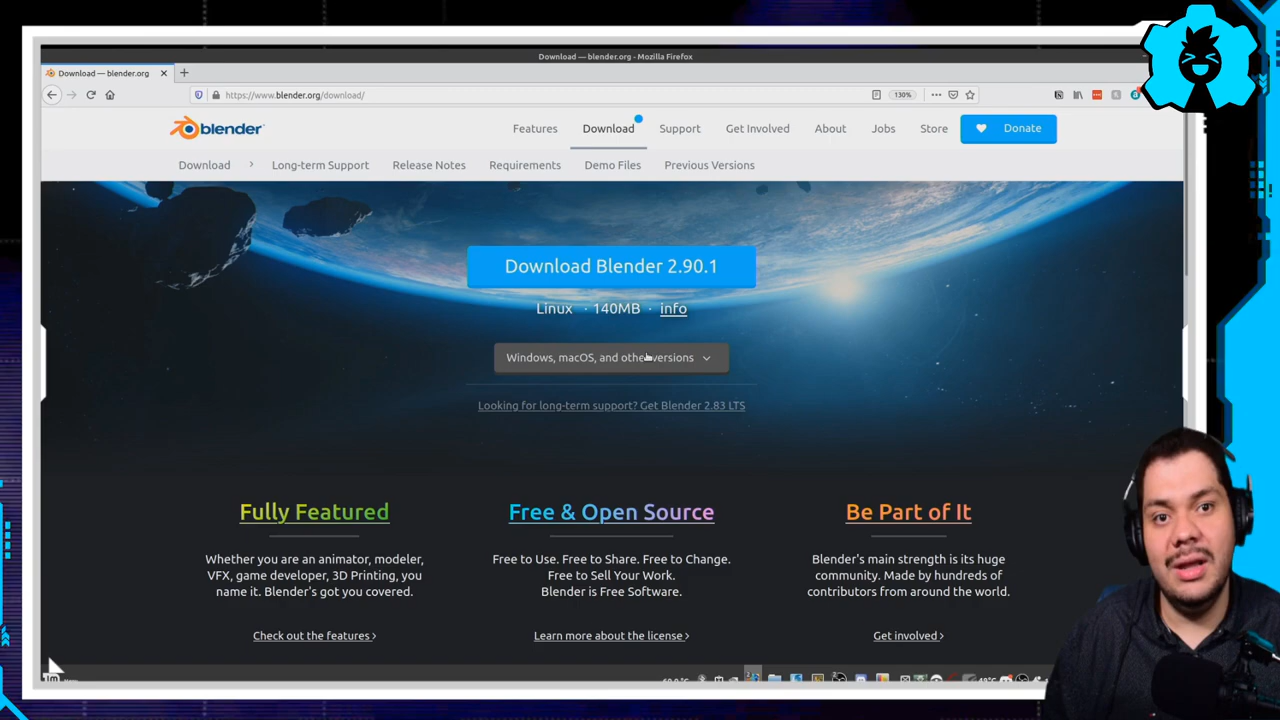 Download — blender.org - Mozilla Firefox
Download — blender.org
https://www.blender.org/download/
130%
blender
Features
Download
Support
Get Involved
About
Jobs
Store
Donate
Download
Long-term Support
Release Notes
Requirements
Demo Files
Previous Versions
Download Blender 2.90.1
Linux · 140MB · info
Windows, macOS, and other versions
Looking for long-term support? Get Blender 2.83 LTS
Fully Featured
Whether you are an animator, modeler,
VFX, game developer, 3D Printing, you
name it. Blender's got you covered.
Check out the features
Free & Open Source
Free to Use. Free to Share. Free to Change.
Free to Sell Your Work.
Blender is Free Software.
Learn more about the license
Be Part of It
Blender's main strength is its huge
community. Made by hundreds of
contributors from around the world.
Get involved